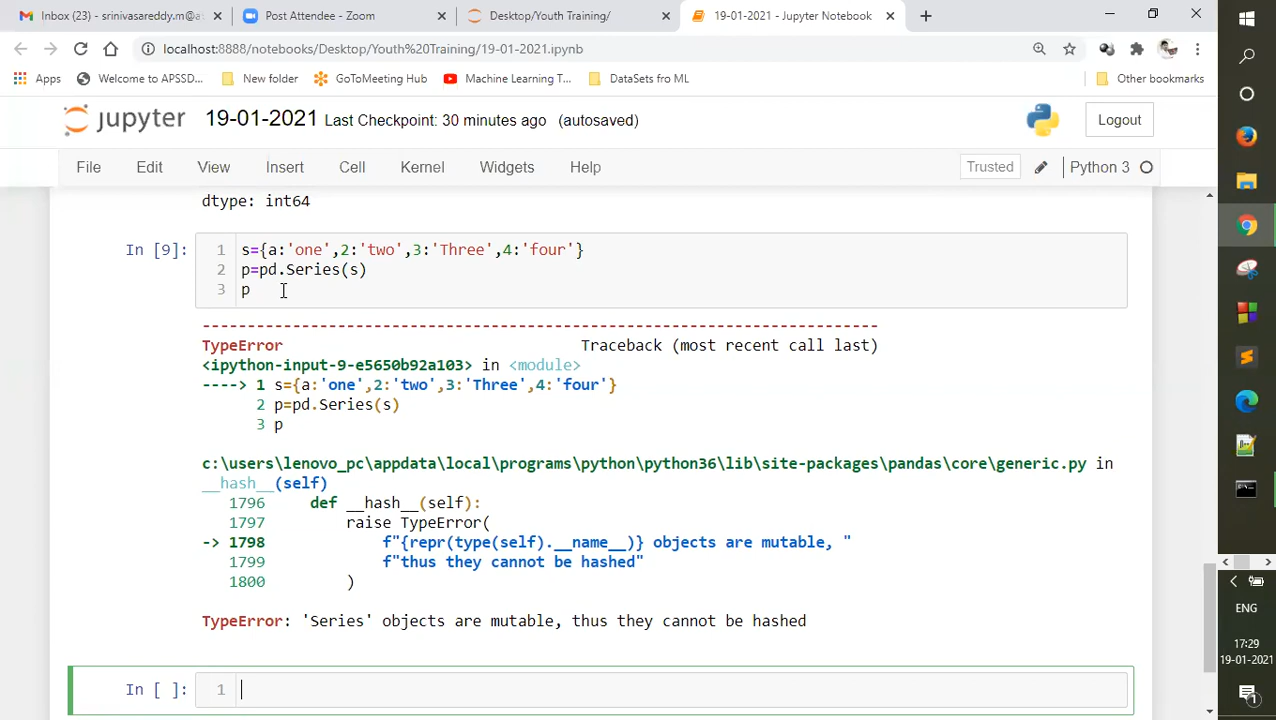 Inbox (23) - srinivasareddy.m@a
Post Attendee - Zoom
Desktop/Youth Training/
19-01-2021 - Jupyter Notebook
localhost:8888/notebooks/Desktop/Youth%20Training/19-01-2021.ipynb
Apps
Welcome to APSSD...
New folder
GoToMeeting Hub
Machine Learning T...
DataSets fro ML
Other bookmarks
jupyter 19-01-2021 Last Checkpoint: 30 minutes ago (autosaved)
Logout
File Edit View Insert Cell Kernel Widgets Help
Trusted
Python 3
dtype: int64
In [9]: 1 s={a:'one',2:'two',3:'Three',4:'four'}
2 p=pd.Series(s)
3 p
---------------------------------------------------------------------------
TypeError Traceback (most recent call last)
<ipython-input-9-e5650b92a103> in <module>
----> 1 s={a:'one',2:'two',3:'Three',4:'four'}
2 p=pd.Series(s)
3 p
c:\users\lenovo_pc\appdata\local\programs\python\python36\lib\site-packages\pandas\core\generic.py in
__hash__(self)
1796 def __hash__(self):
1797 raise TypeError(
-> 1798 f"{repr(type(self).__name__)} objects are mutable, "
1799 f"thus they cannot be hashed"
1800 )
TypeError: 'Series' objects are mutable, thus they cannot be hashed
In [ ]: 1
ENG
17:29
19-01-2021
1